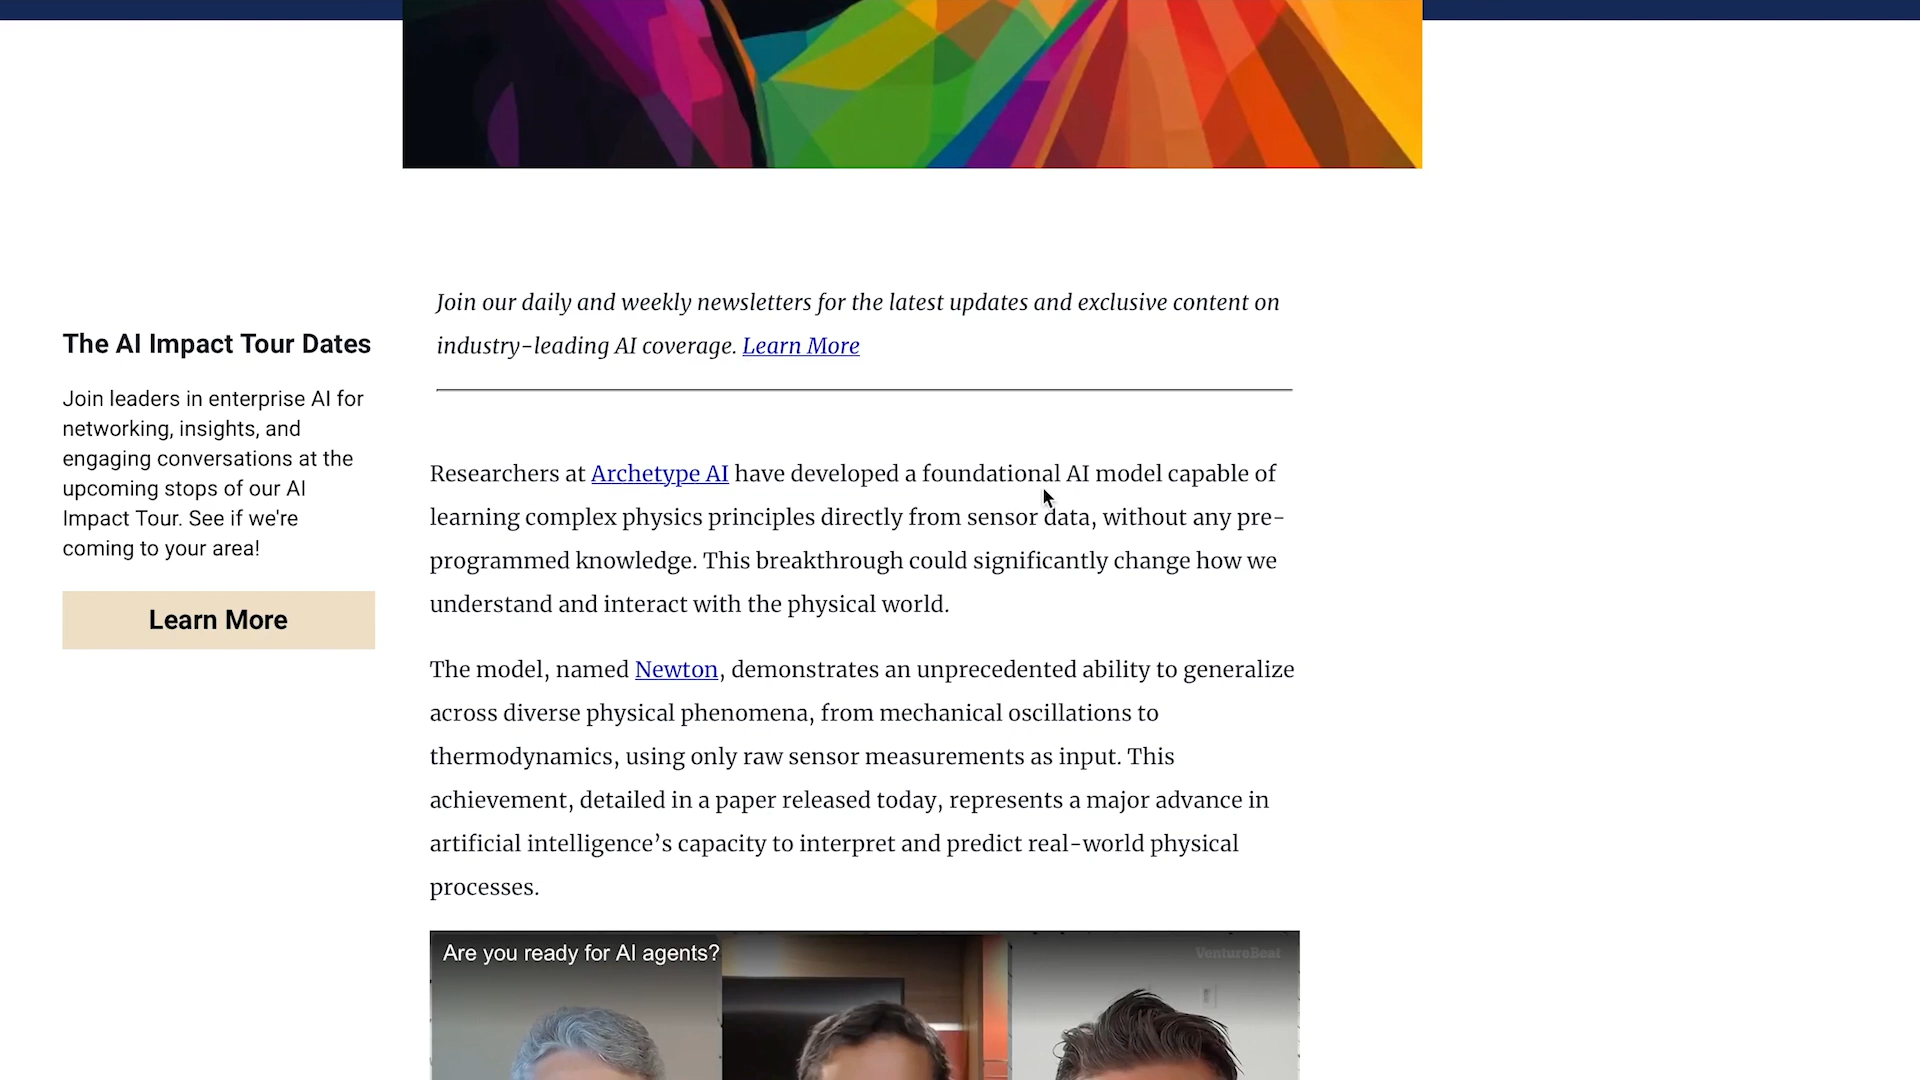 Join our daily and weekly newsletters for the latest updates and exclusive content on
industry-leading AI coverage. Learn More
The AI Impact Tour Dates
Join leaders in enterprise AI for
networking, insights, and
engaging conversations at the
upcoming stops of our AI
Impact Tour. See if we're
coming to your area!
Learn More
Researchers at Archetype AI have developed a foundational AI model capable of
learning complex physics principles directly from sensor data, without any pre-
programmed knowledge. This breakthrough could significantly change how we
understand and interact with the physical world.
The model, named Newton, demonstrates an unprecedented ability to generalize
across diverse physical phenomena, from mechanical oscillations to
thermodynamics, using only raw sensor measurements as input. This
achievement, detailed in a paper released today, represents a major advance in
artificial intelligence’s capacity to interpret and predict real-world physical
processes.
Are you ready for AI agents?
VentureBeat